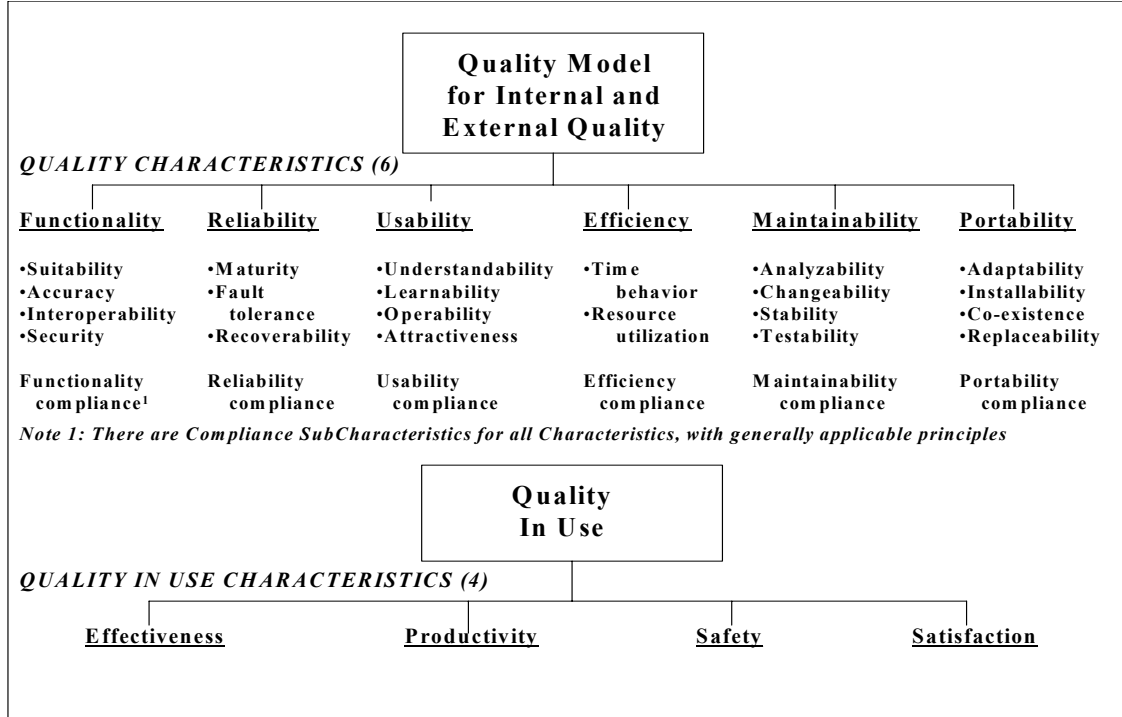 Quality Model
for Internal and
External Quality
QUALITY CHARACTERISTICS (6)
Functionality
•Suitability
•Accuracy
•Interoperability
•Security
Functionality
compliance¹
Reliability
•Maturity
•Fault
tolerance
•Recoverability
Reliability
compliance
Usability
•Understandability
•Learnability
•Operability
•Attractiveness
Usability
compliance
Efficiency
•Time
behavior
•Resource
utilization
Efficiency
compliance
Maintainability
•Analyzability
•Changeability
•Stability
•Testability
Maintainability
compliance
Portability
•Adaptability
•Installability
•Co-existence
•Replaceability
Portability
compliance
Note 1: There are Compliance SubCharacteristics for all Characteristics, with generally applicable principles
Quality
In Use
QUALITY IN USE CHARACTERISTICS (4)
Effectiveness
Productivity
Safety
Satisfaction